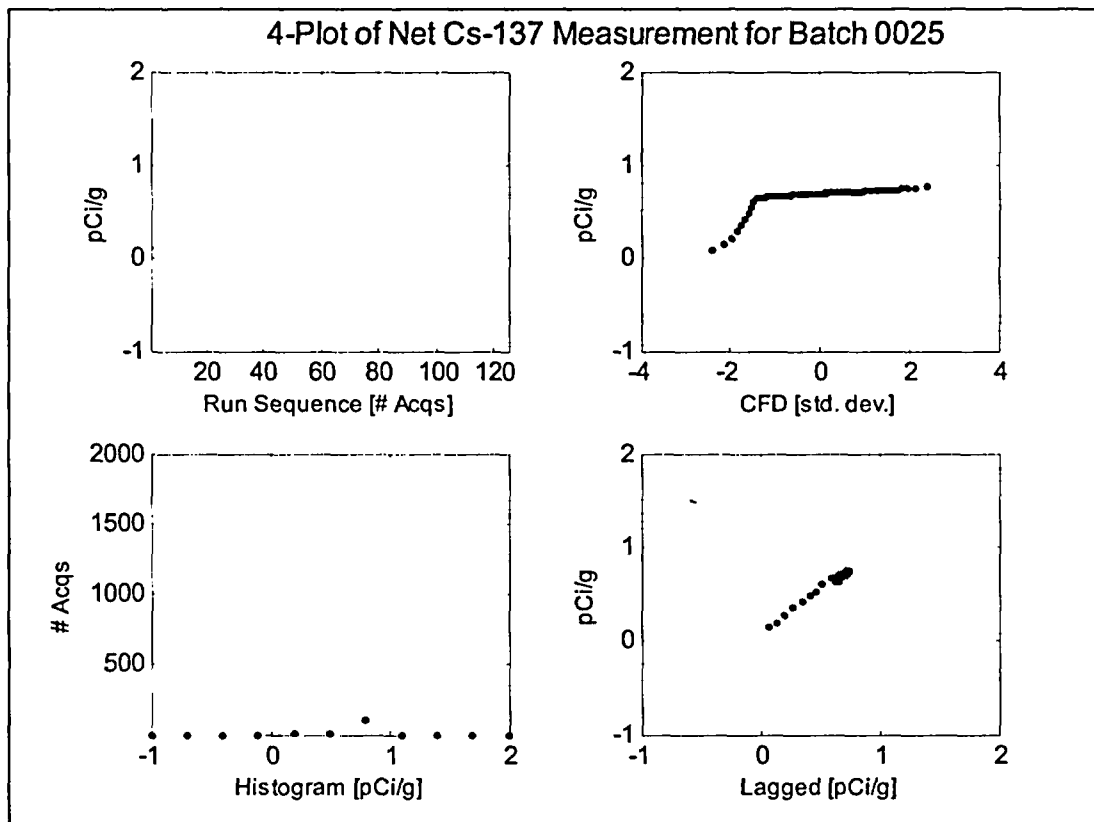 4-Plot of Net Cs-137 Measurement for Batch 0025
2
1
0
-1
pCi/g
20 40 60 80 100 120
Run Sequence [# Acqs]
2
1
0
-1
pCi/g
-4 -2 0 2 4
CFD [std. dev.]
2000
1500
1000
500
# Acqs
-1 0 1 2
Histogram [pCi/g]
2
1
0
-1
pCi/g
-1 0 1 2
Lagged [pCi/g]